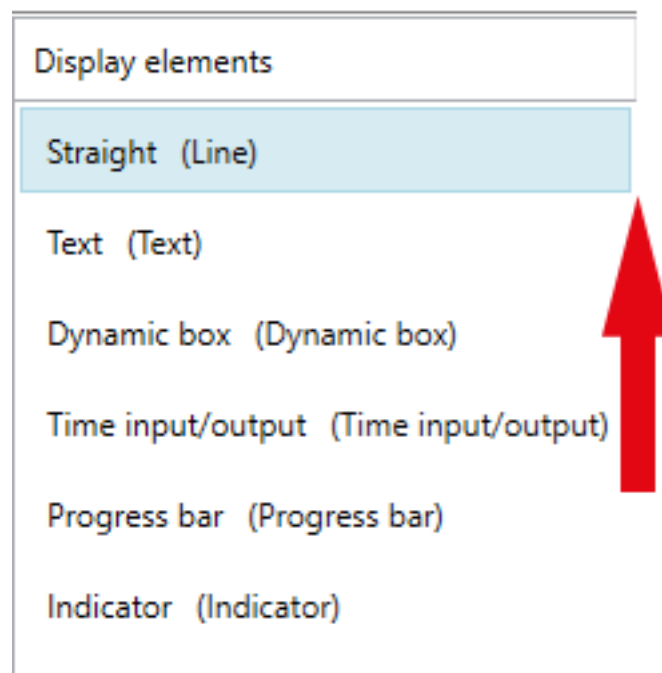 Display elements
Straight (Line)
Text (Text)
Dynamic box (Dynamic box)
Time input/output (Time input/output)
Progress bar (Progress bar)
Indicator (Indicator)